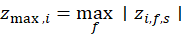 z_{max,i} = \max_f | z_{i,f,s} |